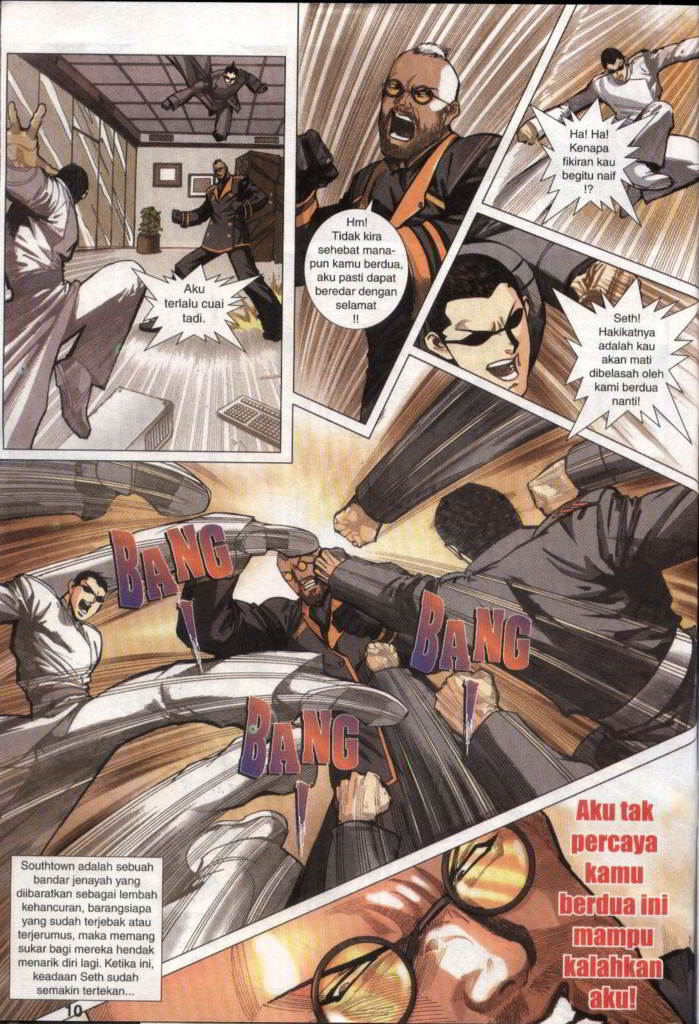 Aku
terlalu cuai
tadi.
Hm!
Tidak kira
sehebat mana-
pun kamu berdua,
aku pasti dapat
beredar dengan
selamat
!!
Ha! Ha!
Kenapa
fikiran kau
begitu naif
!?
Seth!
Hakikatnya
adalah kau
akan mati
dibelasah oleh
kami berdua
nanti!
BANG
BANG
BANG
Southtown adalah sebuah
bandar jenayah yang
diibaratkan sebagai lembah
kehancuran, barangsiapa
yang sudah terjebak atau
terjerumus, maka memang
sukar bagi mereka hendak
menarik diri lagi. Ketika ini,
keadaan Seth sudah
semakin tertekan...
Aku tak
percaya
kamu
berdua ini
mampu
kalahkan
aku!
10